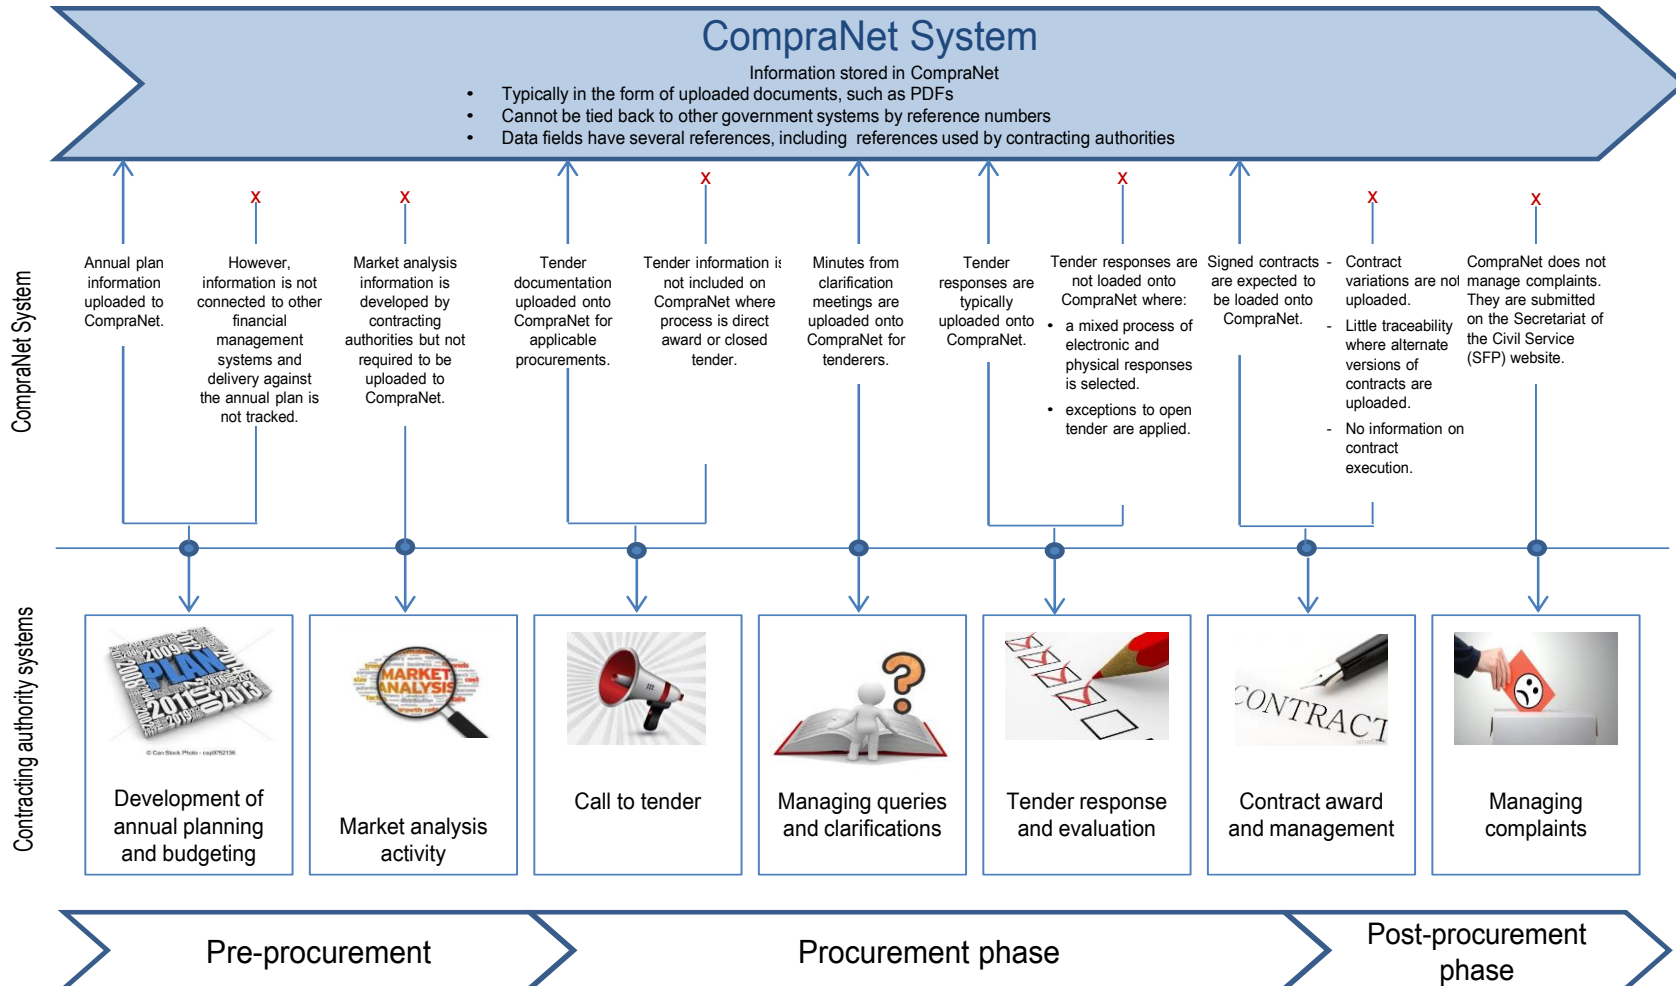 CompraNet System
Information stored in CompraNet
• Typically in the form of uploaded documents, such as PDFs
• Cannot be tied back to other government systems by reference numbers
• Data fields have several references, including references used by contracting authorities
x
x
x
x
x
x
CompraNet System
Annual plan
information
uploaded to
CompraNet.
However,
information is not
connected to other
financial
management
systems and
delivery against
the annual plan is
not tracked.
Market analysis
information is
developed by
contracting
authorities but not
required to be
uploaded to
CompraNet.
Tender
documentation
uploaded onto
CompraNet for
applicable
procurements.
Tender information is
not included on
CompraNet where
process is direct
award or closed
tender.
Minutes from
clarification
meetings are
uploaded onto
CompraNet for
tenderers.
Tender
responses are
typically
uploaded onto
CompraNet.
Tender responses are
not loaded onto
CompraNet where:
• a mixed process of
electronic and
physical responses
is selected.
• exceptions to open
tender are applied.
Signed contracts
are expected to
be loaded onto
CompraNet.
- Contract
variations are not
uploaded.
- Little traceability
where alternate
versions of
contracts are
uploaded.
- No information on
contract
execution.
CompraNet does not
manage complaints.
They are submitted
on the Secretariat of
the Civil Service
(SFP) website.
Contracting authority systems
PLAN
2009
2011
2013
© Can Stock Photo - csp9762136
Development of
annual planning
and budgeting
MARKET
ANALYSIS
Market analysis
activity
Call to tender
?
Managing queries
and clarifications
Tender response
and evaluation
CONTRACT
Contract award
and management
Managing
complaints
Pre-procurement
Procurement phase
Post-procurement
phase